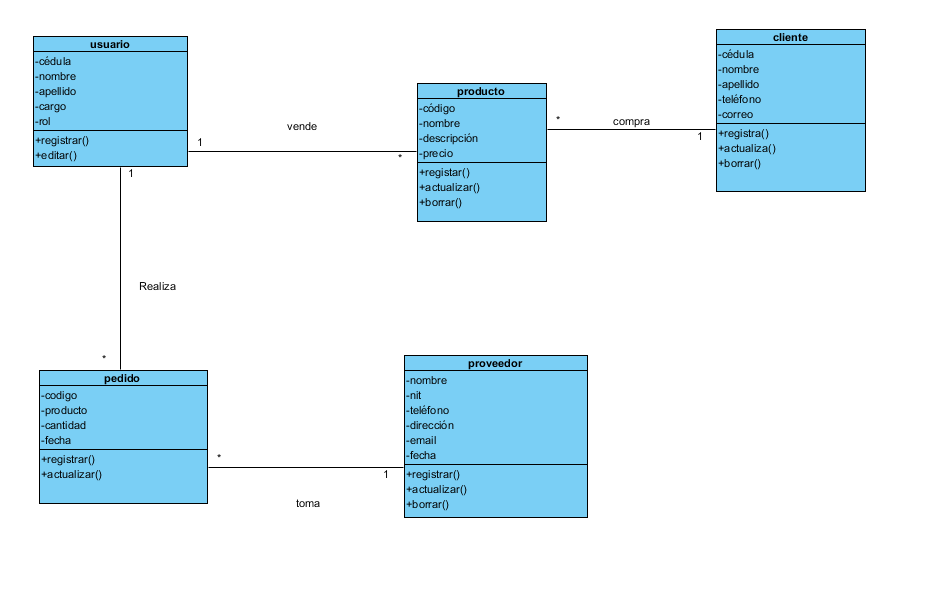 usuario
-cédula
-nombre
-apellido
-cargo
-rol
+registrar()
+editar()
1
vende
*
producto
-código
-nombre
-descripción
-precio
+registar()
+actualizar()
+borrar()
*
compra
1
cliente
-cédula
-nombre
-apellido
-teléfono
-correo
+registra()
+actualiza()
+borrar()
1
Realiza
*
pedido
-codigo
-producto
-cantidad
-fecha
+registrar()
+actualizar()
*
toma
1
proveedor
-nombre
-nit
-teléfono
-dirección
-email
-fecha
+registrar()
+actualizar()
+borrar()